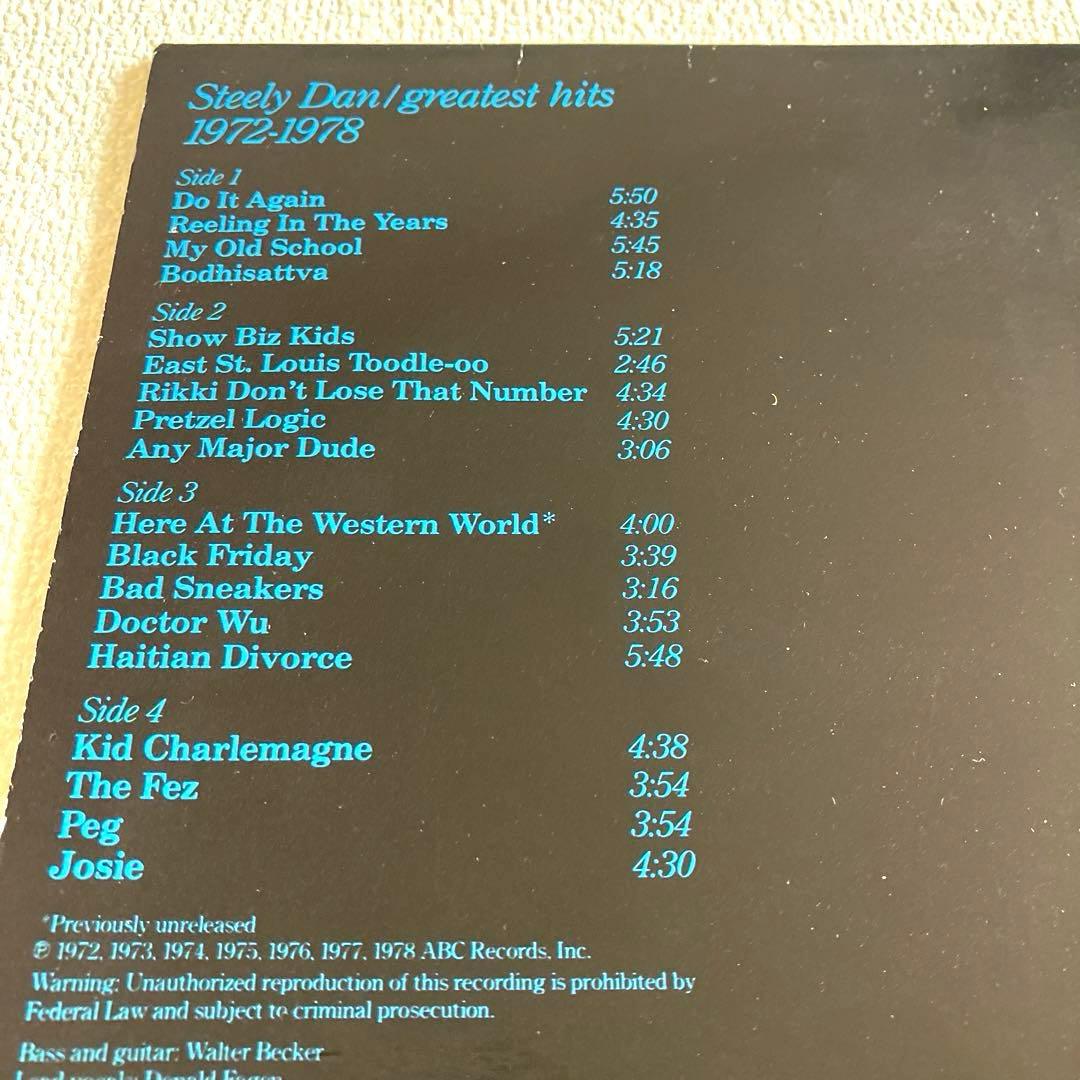 Steely Dan/greatest hits
1972-1978
Side 1
Do It Again 5:50
Reeling In The Years 4:35
My Old School 5:45
Bodhisattva 5:18
Side 2
Show Biz Kids 5:21
East St. Louis Toodle-oo 2:46
Rikki Don't Lose That Number 4:34
Pretzel Logic 4:30
Any Major Dude 3:06
Side 3
Here At The Western World* 4:00
Black Friday 3:39
Bad Sneakers 3:16
Doctor Wu 3:53
Haitian Divorce 5:48
Side 4
Kid Charlemagne 4:38
The Fez 3:54
Peg 3:54
Josie 4:30
*Previously unreleased
℗ 1972, 1973, 1974, 1975, 1976, 1977, 1978 ABC Records, Inc.
Warning: Unauthorized reproduction of this recording is prohibited by
Federal Law and subject to criminal prosecution.
Bass and guitar: Walter Becker
Lead vocals: Donald Fagen